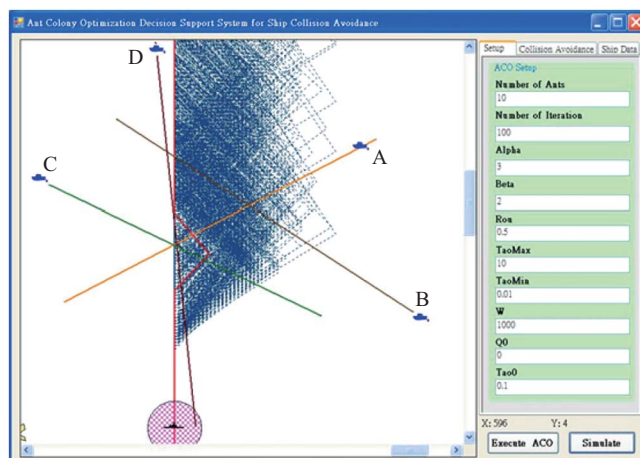 Ant Colony Optimization Decision Support System for Ship Collision Avoidance
D
C
A
B
Setup Collision Avoidance Ship Data
ACO Setup
Number of Ants
10
Number of Iteration
100
Alpha
3
Beta
2
Rou
0.5
TaoMax
10
TaoMin
0.01
W
1000
Q0
0
Tao0
0.1
X: 596 Y: 4
Execute ACO Simulate